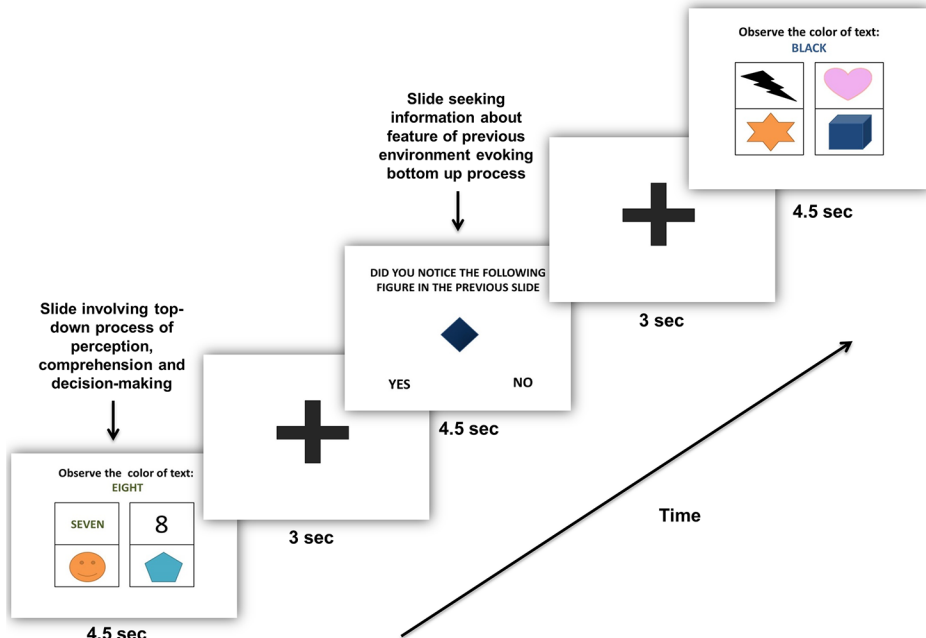 Observe the color of text:
BLACK
4.5 sec
Slide seeking
information about
feature of previous
environment evoking
bottom up process
3 sec
DID YOU NOTICE THE FOLLOWING
FIGURE IN THE PREVIOUS SLIDE
YES NO
4.5 sec
Slide involving top-
down process of
perception,
comprehension and
decision-making
3 sec
Observe the color of text:
EIGHT
SEVEN 8
4.5 sec
Time